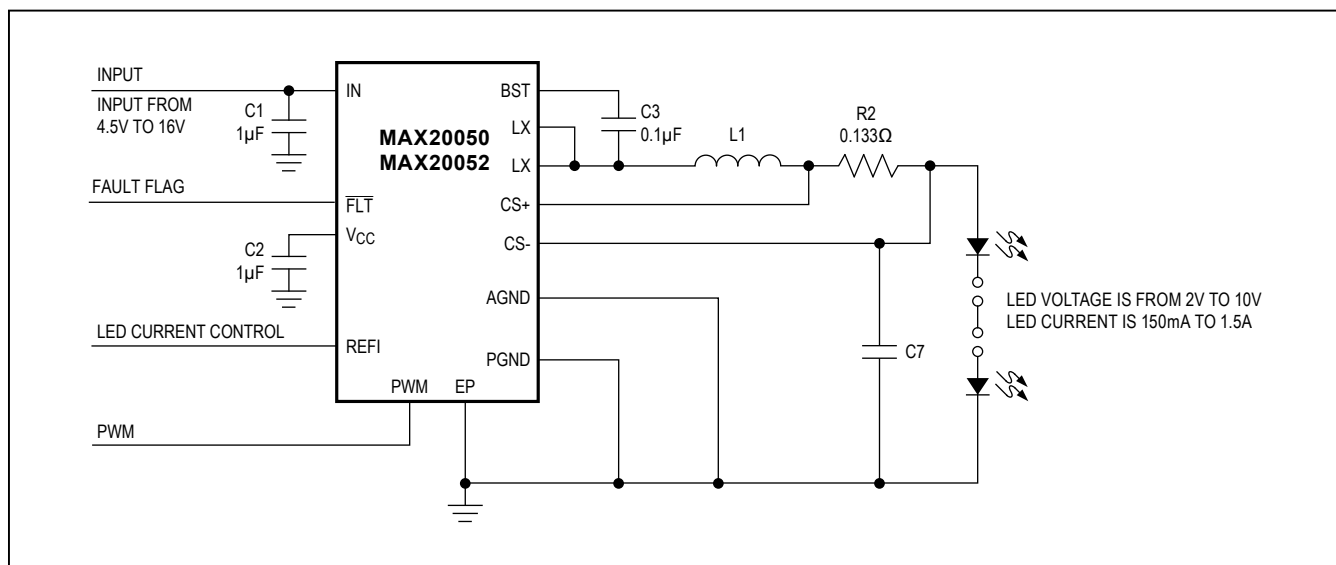 INPUT
INPUT FROM
4.5V TO 16V
C1
1µF
FAULT FLAG
C2
1µF
LED CURRENT CONTROL
PWM
IN
FLT
VCC
REFI
PWM
EP
MAX20050
MAX20052
BST
LX
LX
CS+
CS-
AGND
PGND
C3
0.1µF
L1
R2
0.133Ω
C7
LED VOLTAGE IS FROM 2V TO 10V
LED CURRENT IS 150mA TO 1.5A